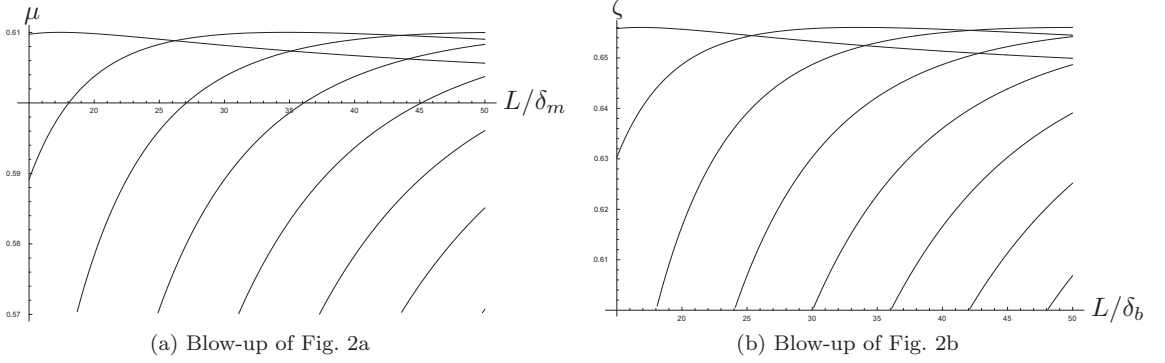 μ
0.61
L/δm
20 25 30 35 40 45 50
0.59
0.58
0.57
(a) Blow-up of Fig. 2a
ζ
0.65
0.64
0.63
0.62
0.61
20 25 30 35 40 45 50
L/δb
(b) Blow-up of Fig. 2b